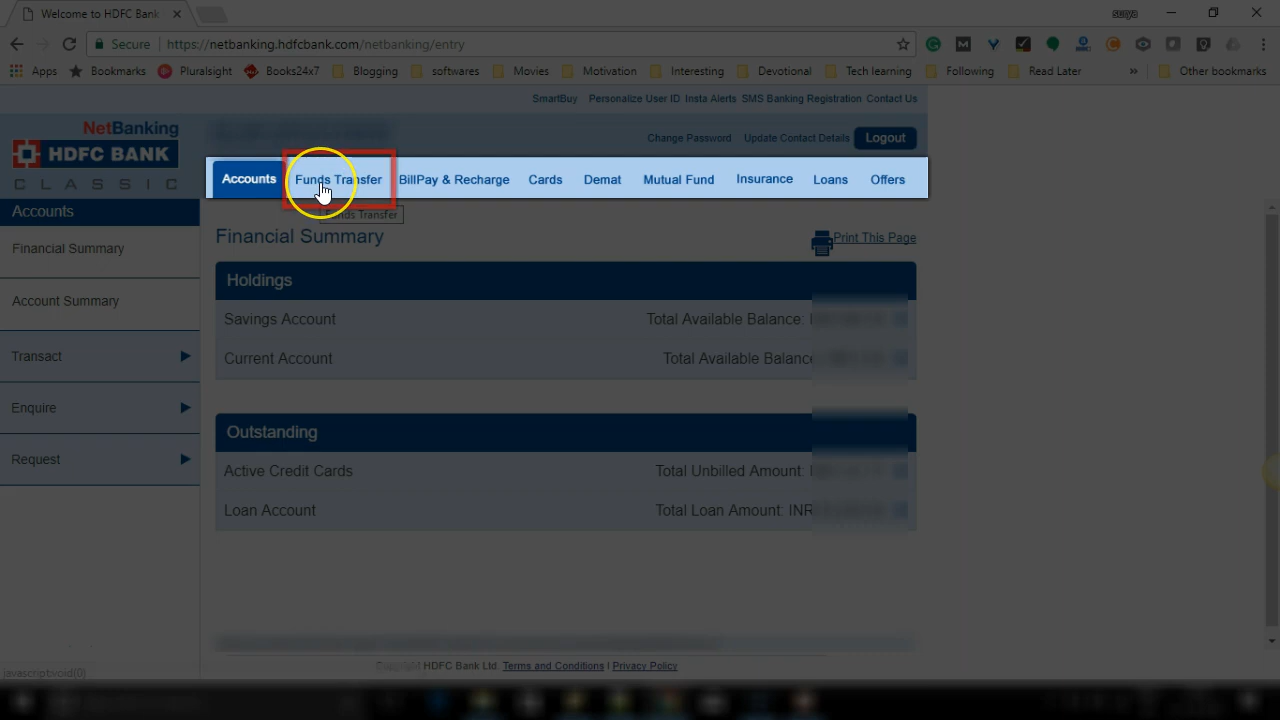 Welcome to HDFC Bank
surya
Secure https://netbanking.hdfcbank.com/netbanking/entry
Apps Bookmarks Pluralsight Books24x7 Blogging softwares Movies Motivation Interesting Devotional Tech learning Following Read Later » Other bookmarks
SmartBuy Personalize User ID Insta Alerts SMS Banking Registration Contact Us
NetBanking
HDFC BANK
CLASSIC
Change Password Update Contact Details Logout
Accounts Funds Transfer BillPay & Recharge Cards Demat Mutual Fund Insurance Loans Offers
Funds Transfer
Accounts
Financial Summary
Account Summary
Transact
Enquire
Request
Financial Summary
Print This Page
Holdings
Savings Account Total Available Balance:
Current Account Total Available Balance
Outstanding
Active Credit Cards Total Unbilled Amount:
Loan Account Total Loan Amount: INR
Copyright HDFC Bank Ltd. Terms and Conditions I Privacy Policy
javascript:void(0)